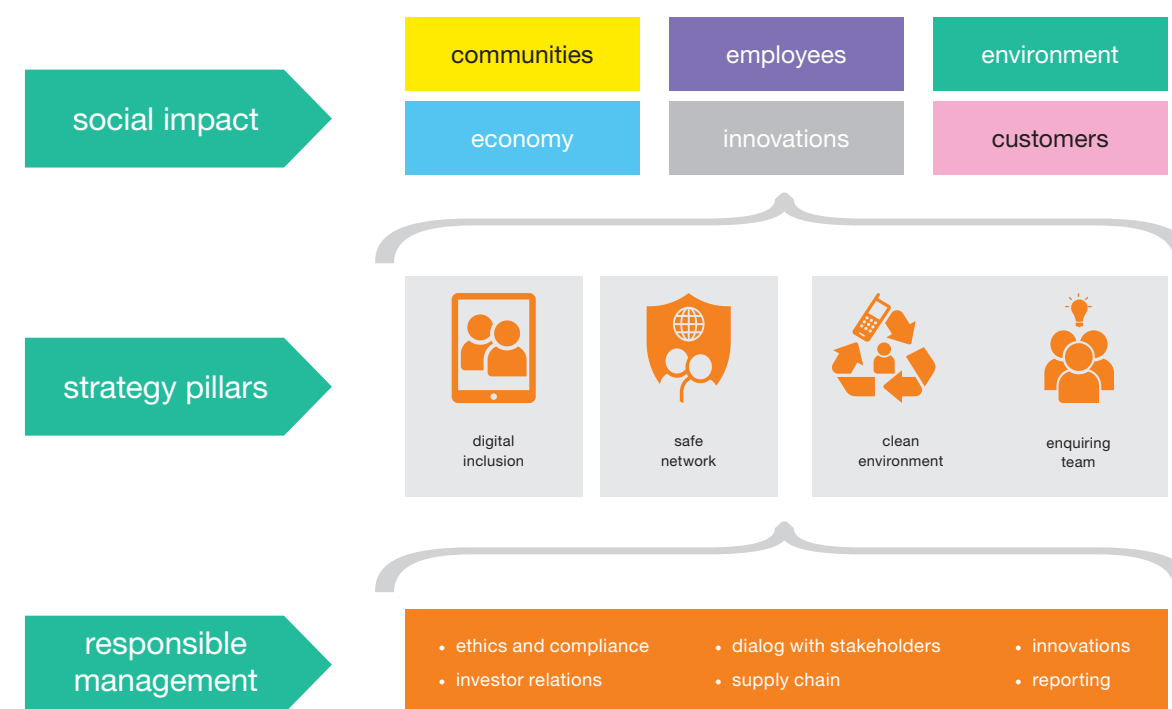 social impact
communities
employees
environment
economy
innovations
customers
strategy pillars
digital
inclusion
safe
network
clean
environment
enquiring
team
responsible
management
• ethics and compliance
• investor relations
• dialog with stakeholders
• supply chain
• innovations
• reporting